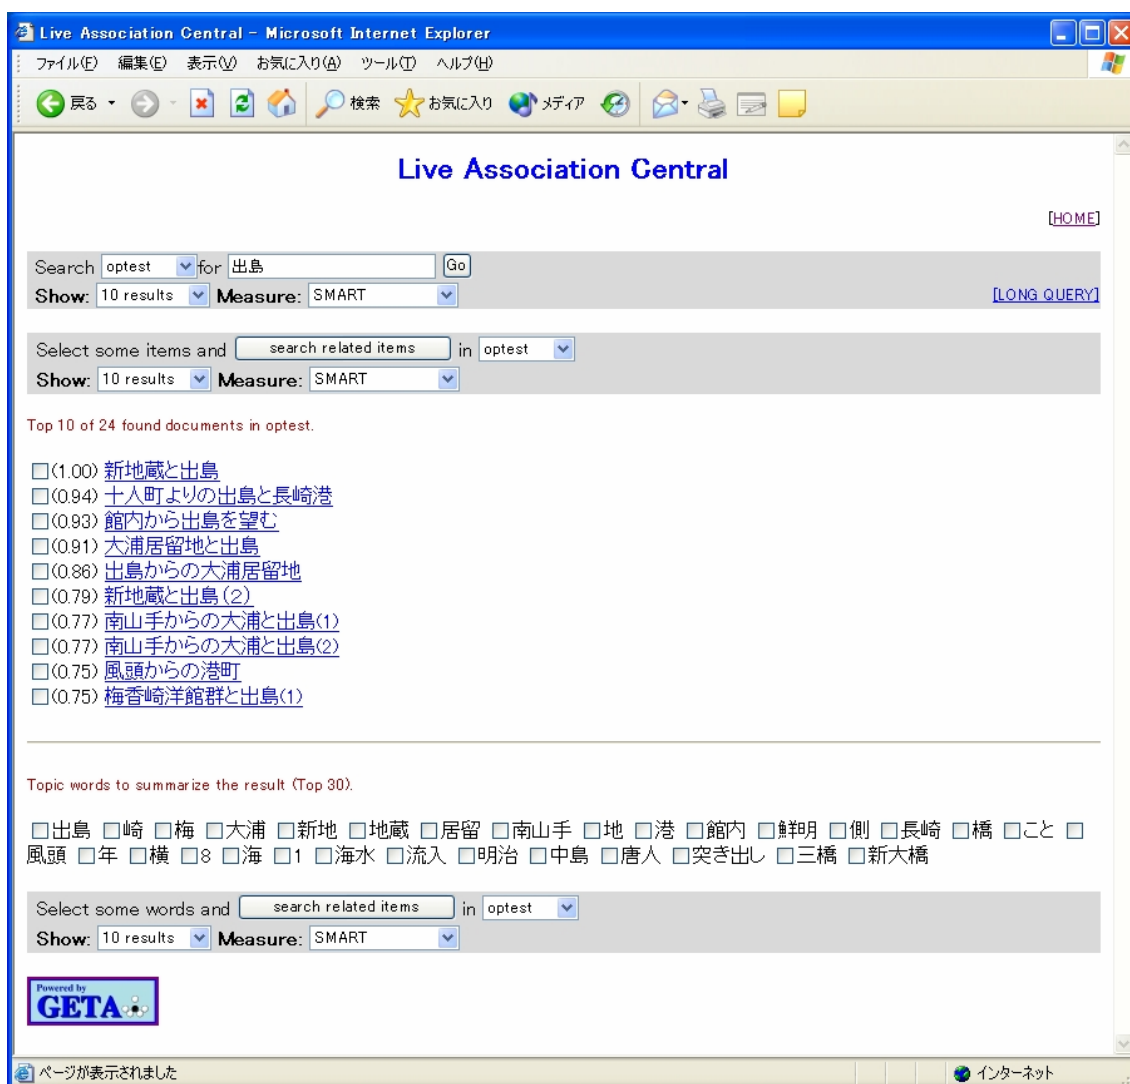 Live Association Central - Microsoft Internet Explorer
ファイル(F) 編集(E) 表示(V) お気に入り(A) ツール(T) ヘルプ(H)
戻る 検索 お気に入り メディア
Live Association Central
[HOME]
Search optest for 出島 Go
Show: 10 results Measure: SMART [LONG QUERY]
Select some items and search related items in optest
Show: 10 results Measure: SMART
Top 10 of 24 found documents in optest.
(1.00) 新地蔵と出島
(0.94) 十人町よりの出島と長崎港
(0.93) 館内から出島を望む
(0.91) 大浦居留地と出島
(0.86) 出島からの大浦居留地
(0.79) 新地蔵と出島(2)
(0.77) 南山手からの大浦と出島(1)
(0.77) 南山手からの大浦と出島(2)
(0.75) 風頭からの港町
(0.75) 梅香崎洋館群と出島(1)
Topic words to summarize the result (Top 30).
出島 崎 梅 大浦 新地 地蔵 居留 南山手 地 港 館内 鮮明 側 長崎 橋 こと
風頭 年 横 8 海 1 海水 流入 明治 中島 唐人 突き出し 三橋 新大橋
Select some words and search related items in optest
Show: 10 results Measure: SMART
Powered by
GETA
ページが表示されました インターネット